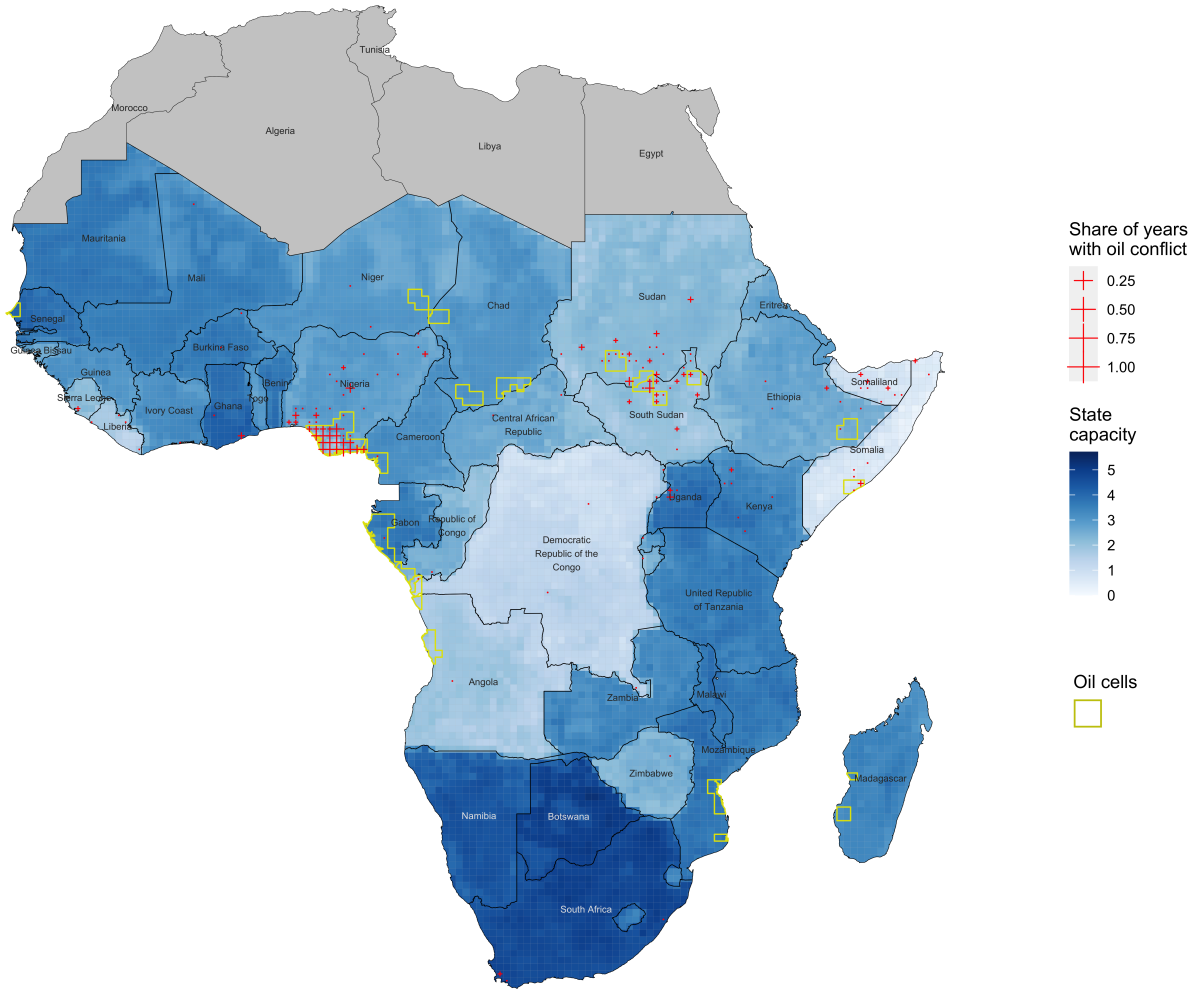 Tunisia
Morocco
Algeria
Libya
Egypt
Mauritania
Mali
Niger
Chad
Sudan
Eritrea
Senegal
Guinea Bissau
Burkina Faso
Guinea
Sierra Leone
Liberia
Ivory Coast
Ghana
Togo
Benin
Nigeria
Cameroon
Central African
Republic
South Sudan
Ethiopia
Somaliland
Somalia
Gabon
Republic of
Congo
Democratic
Republic of the
Congo
Uganda
Kenya
United Republic
of Tanzania
Angola
Zambia
Malawi
Mozambique
Zimbabwe
Madagascar
Namibia
Botswana
South Africa
Share of years
with oil conflict
0.25
0.50
0.75
1.00
State
capacity
5
4
3
2
1
0
Oil cells